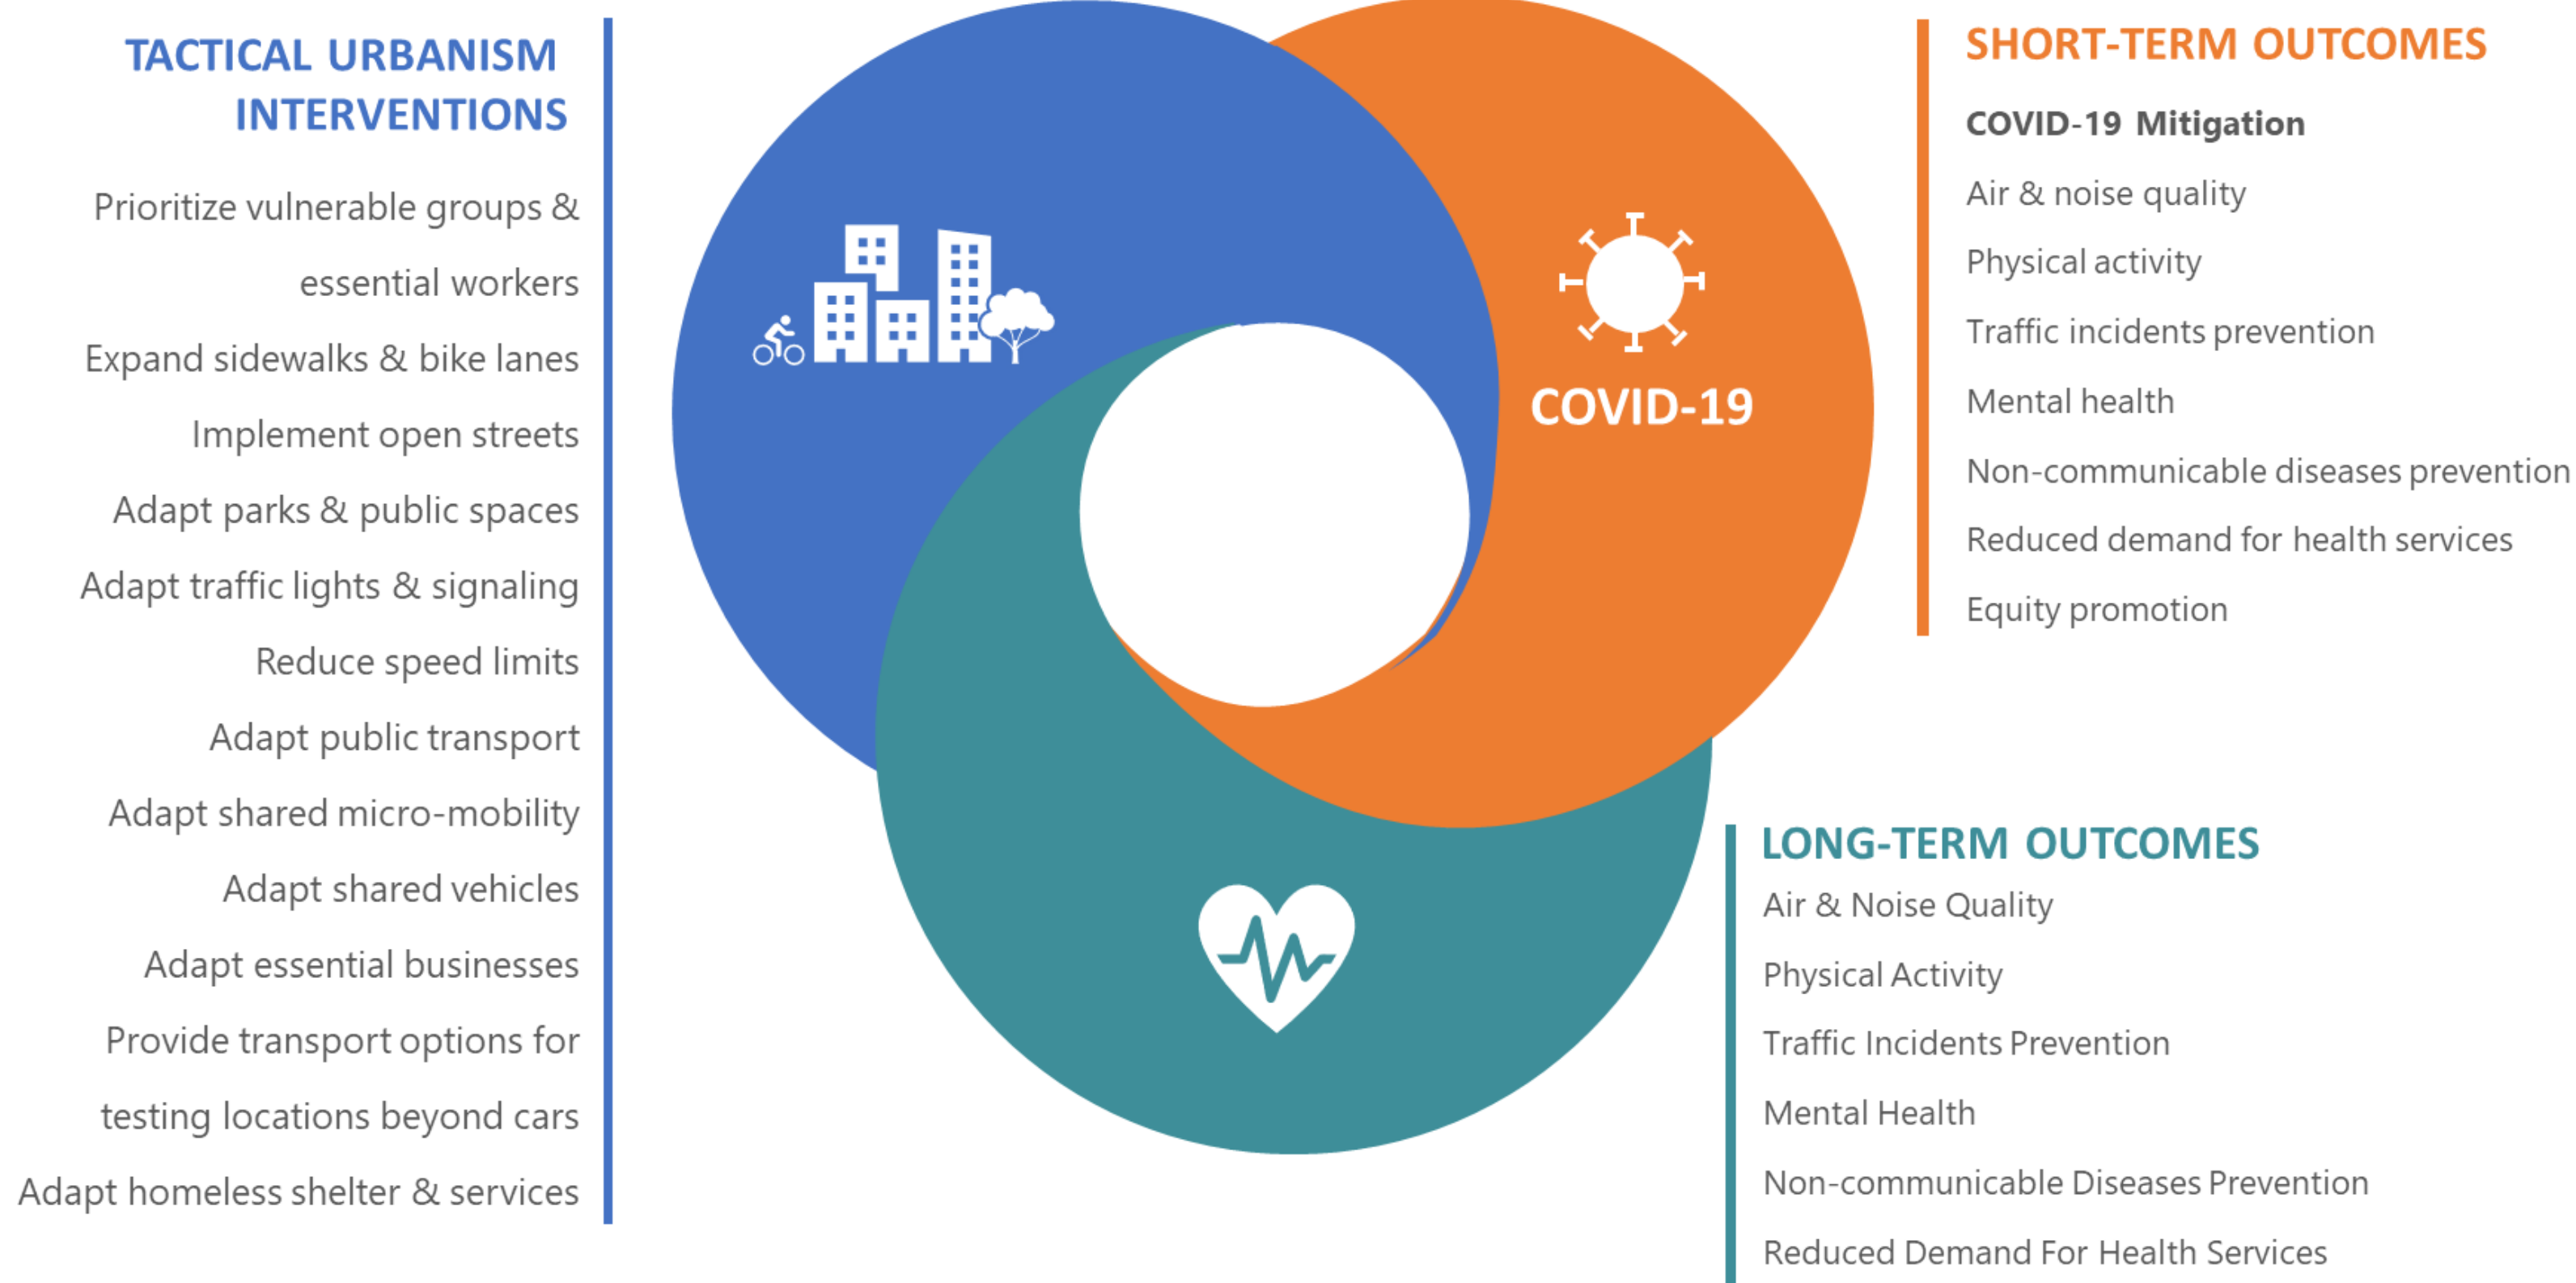 TACTICAL URBANISM
INTERVENTIONS
Prioritize vulnerable groups &
essential workers
Expand sidewalks & bike lanes
Implement open streets
Adapt parks & public spaces
Adapt traffic lights & signaling
Reduce speed limits
Adapt public transport
Adapt shared micro-mobility
Adapt shared vehicles
Adapt essential businesses
Provide transport options for
testing locations beyond cars
Adapt homeless shelter & services
COVID-19
SHORT-TERM OUTCOMES
COVID-19 Mitigation
Air & noise quality
Physical activity
Traffic incidents prevention
Mental health
Non-communicable diseases prevention
Reduced demand for health services
Equity promotion
LONG-TERM OUTCOMES
Air & Noise Quality
Physical Activity
Traffic Incidents Prevention
Mental Health
Non-communicable Diseases Prevention
Reduced Demand For Health Services